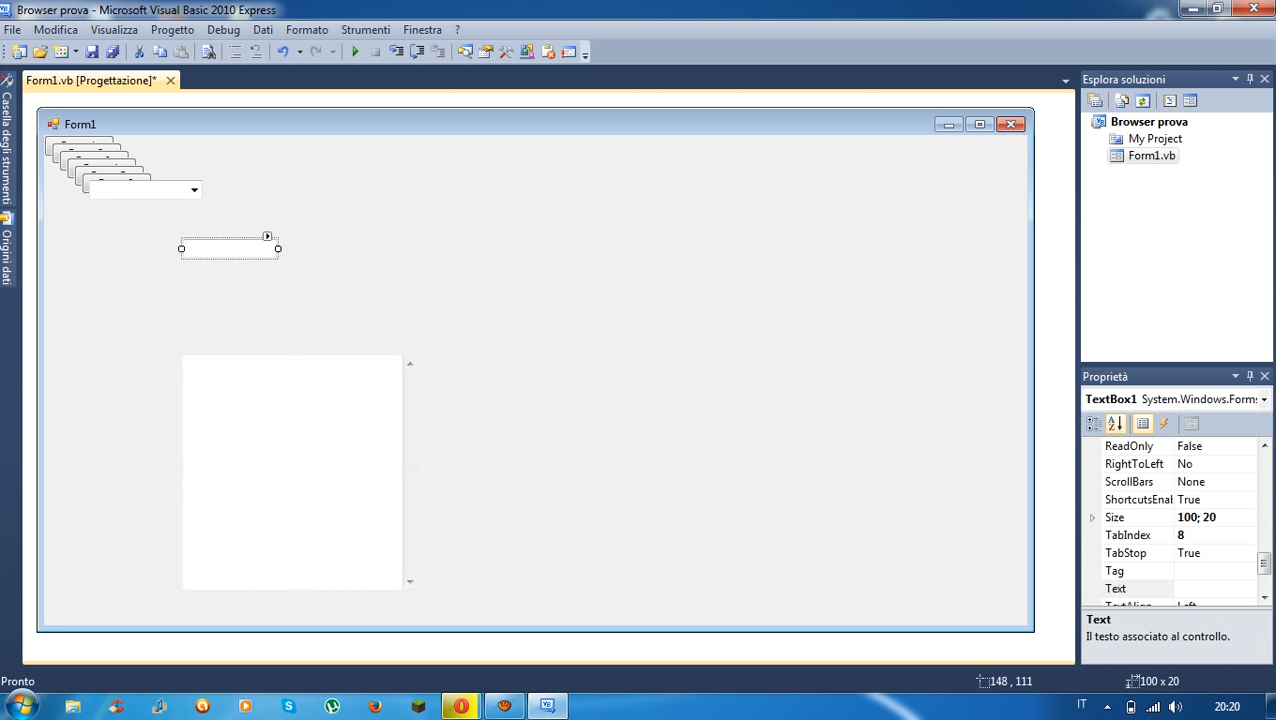 Browser prova - Microsoft Visual Basic 2010 Express
File Modifica Visualizza Progetto Debug Dati Formato Strumenti Finestra ?
Form1.vb [Progettazione]*
Esplora soluzioni
Casella degli strumenti
Origini dati
Form1
Browser prova
My Project
Form1.vb
Proprietà
TextBox1 System.Windows.Forms
ReadOnly False
RightToLeft No
ScrollBars None
ShortcutsEnal True
Size 100; 20
TabIndex 8
TabStop True
Tag
Text
TextAlign Left
Text
Il testo associato al controllo.
Pronto
148 , 111
100 x 20
IT
20:20